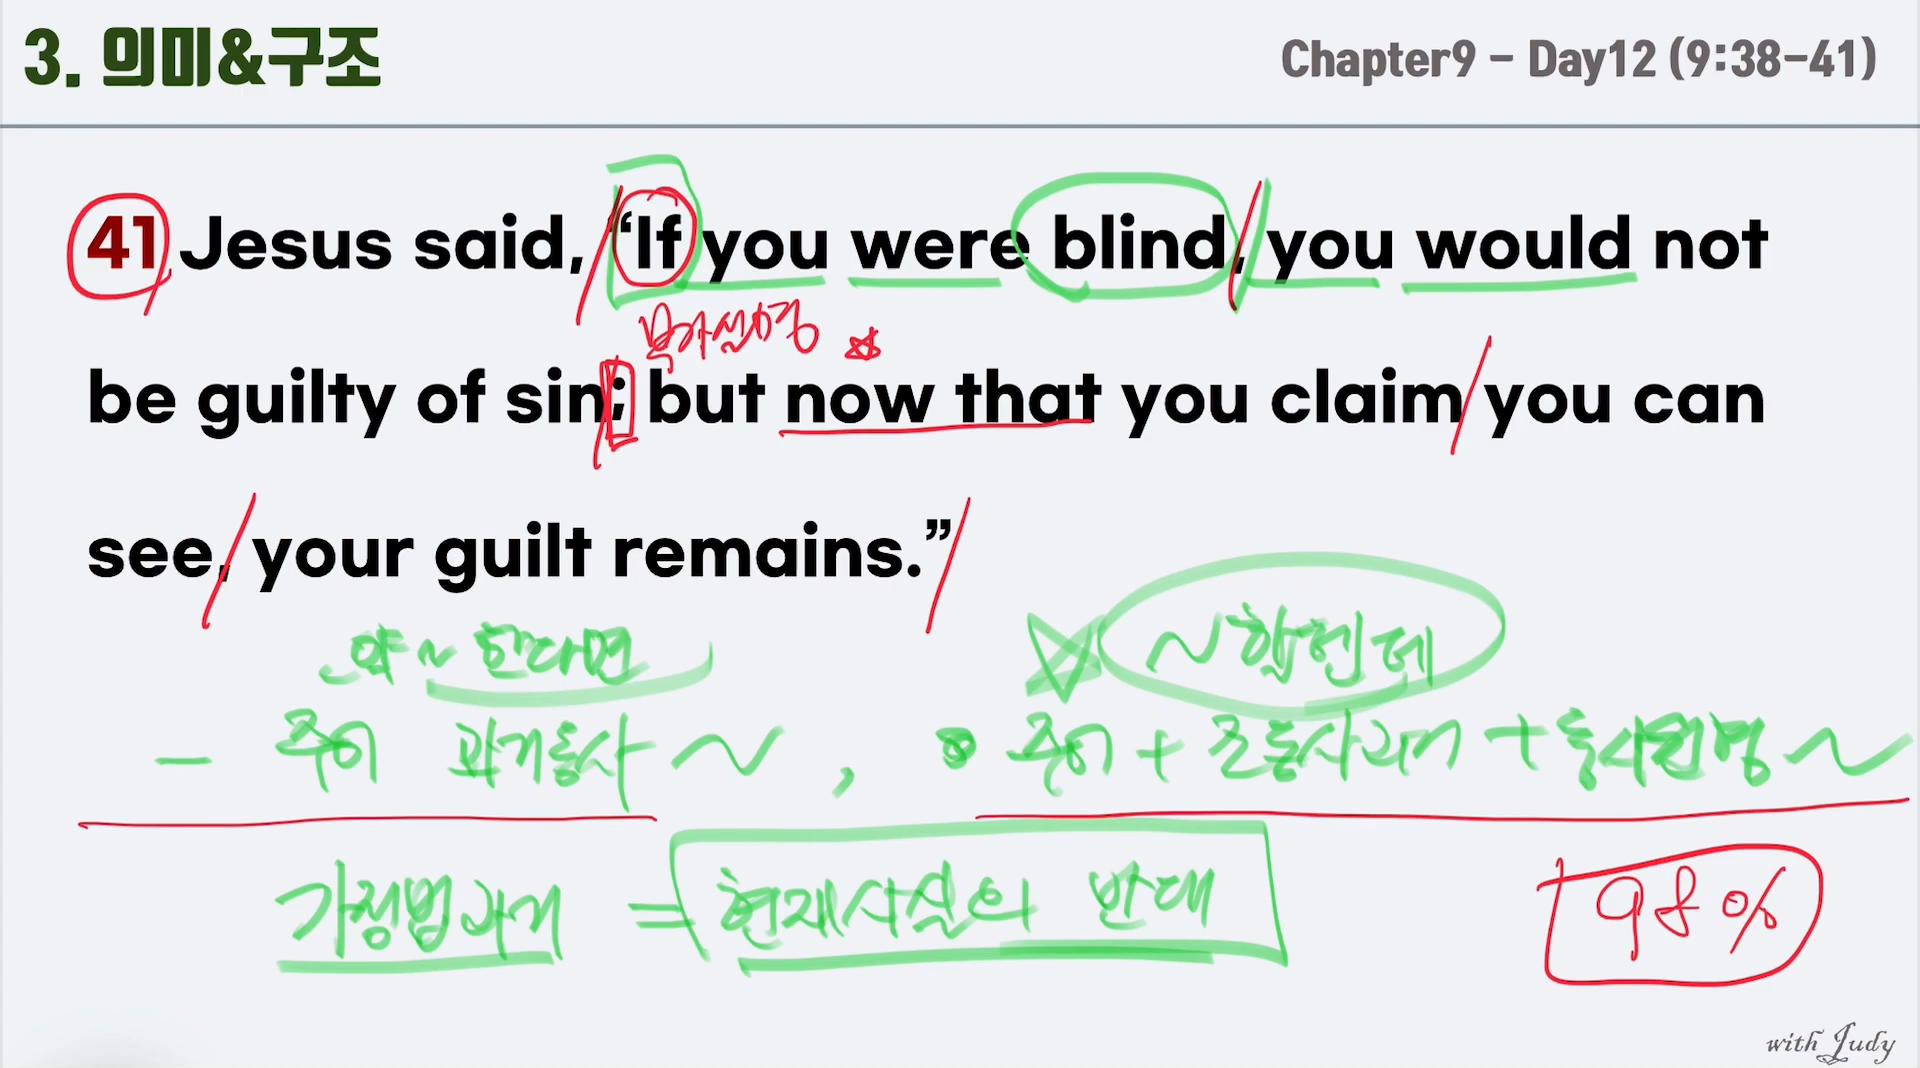 3. 의미&구조
Chapter9 - Day12 (9:38-41)
41 Jesus said, “If you were blind, you would not
be guilty of sin; but now that you claim you can
see, your guilt remains.”
~ 한다면
~할텐데
주어 과거동사 ~ , 주어 + 조동사과거 + 동사원형 ~
가정법과거 = 현재사실의 반대
98%
with Judy